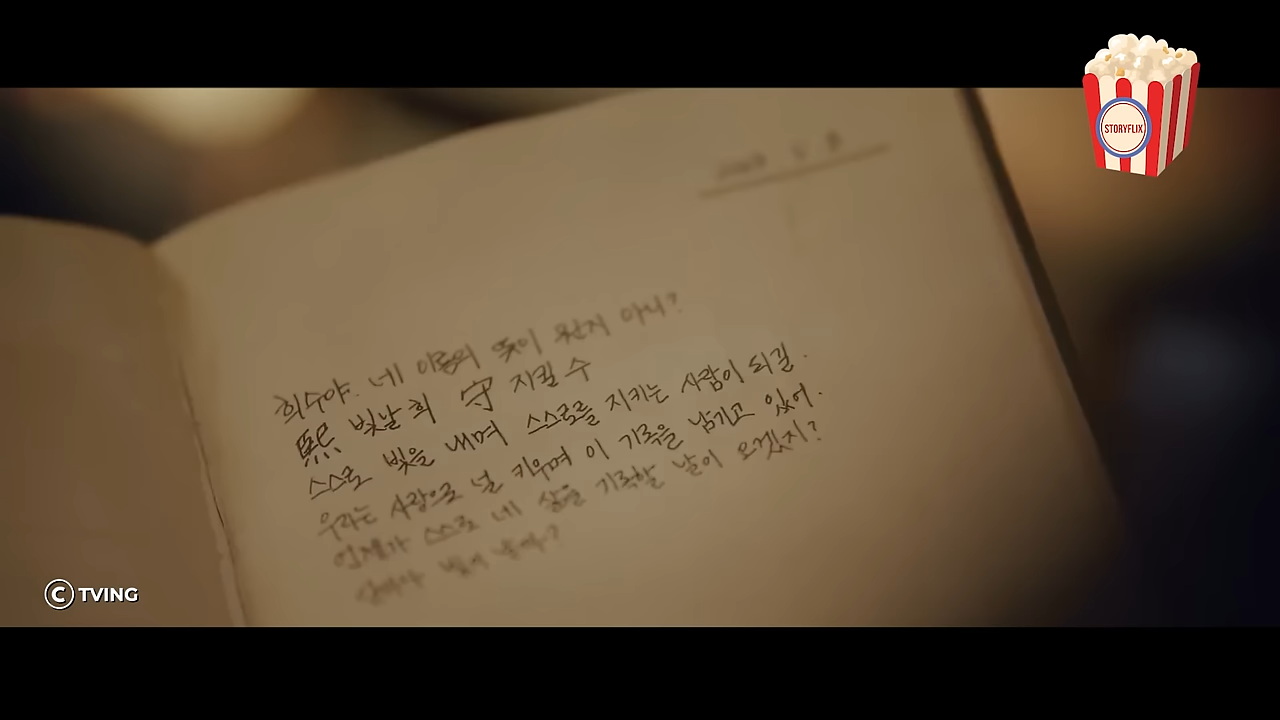 STORYFLIX
희수야. 네 이름의 뜻이 뭔지 아니?
熙 빛날 희 守 지킬 수
스스로 빛을 내며 스스로를 지키는 사람이 되길.
우리는 사랑으로 널 키우며 이 기록을 남기고 있어.
언젠가 스스로 네 삶을 기록할 날이 오겠지?
© TVING